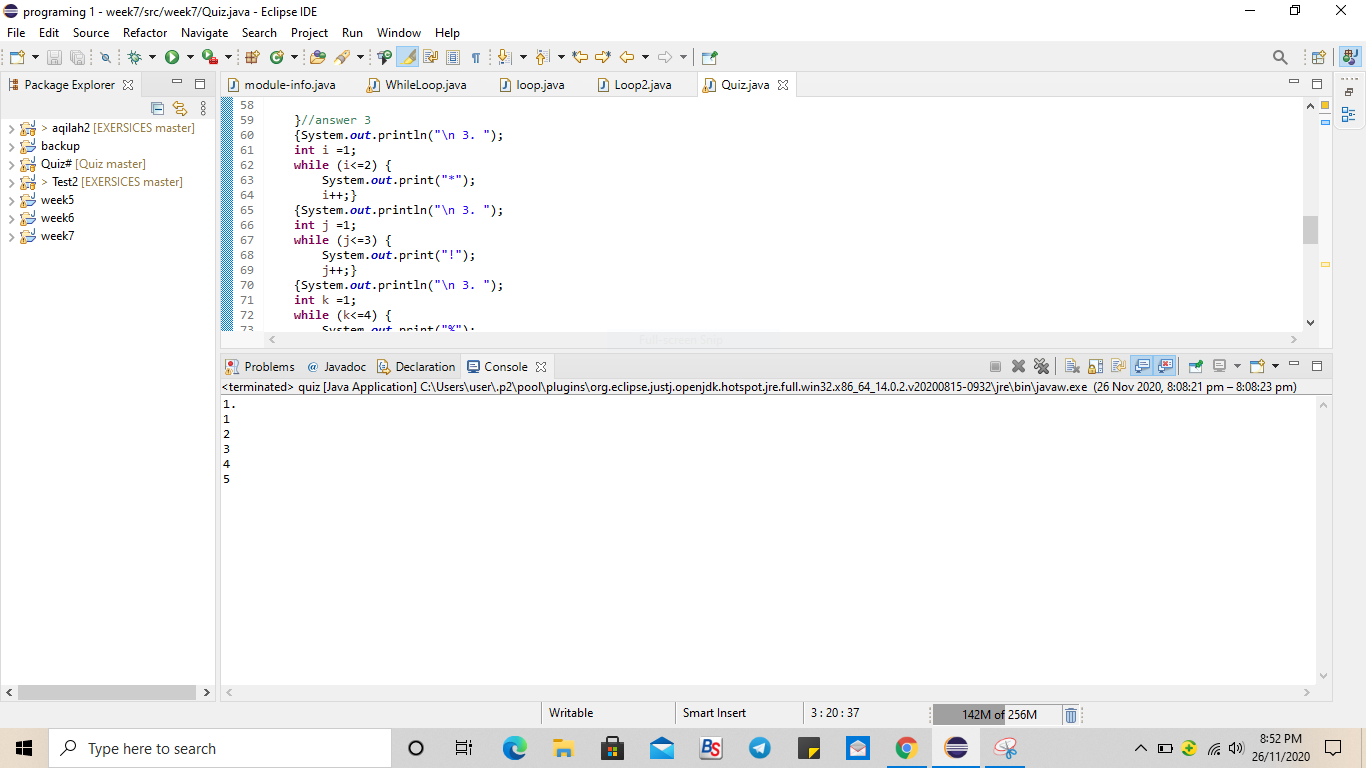 programing 1 - week7/src/week7/Quiz.java - Eclipse IDE
File Edit Source Refactor Navigate Search Project Run Window Help
Package Explorer
module-info.java WhileLoop.java loop.java Loop2.java Quiz.java
> aqilah2 [EXERSICES master]
backup
Quiz# [Quiz master]
> Test2 [EXERSICES master]
week5
week6
week7
58
59 }//answer 3
60 {System.out.println("\n 3. ");
61 int i =1;
62 while (i<=2) {
63 System.out.print("*");
64 i++;}
65 {System.out.println("\n 3. ");
66 int j =1;
67 while (j<=3) {
68 System.out.print("!");
69 j++;}
70 {System.out.println("\n 3. ");
71 int k =1;
72 while (k<=4) {
73 System.out.print("%");
Problems @ Javadoc Declaration Console
<terminated> quiz [Java Application] C:\Users\user\.p2\pool\plugins\org.eclipse.justj.openjdk.hotspot.jre.full.win32.x86_64_14.0.2.v20200815-0932\jre\bin\javaw.exe (26 Nov 2020, 8:08:21 pm – 8:08:23 pm)
1.
1
2
3
4
5
Writable Smart Insert 3 : 20 : 37 142M of 256M
Type here to search
BS
8:52 PM
26/11/2020